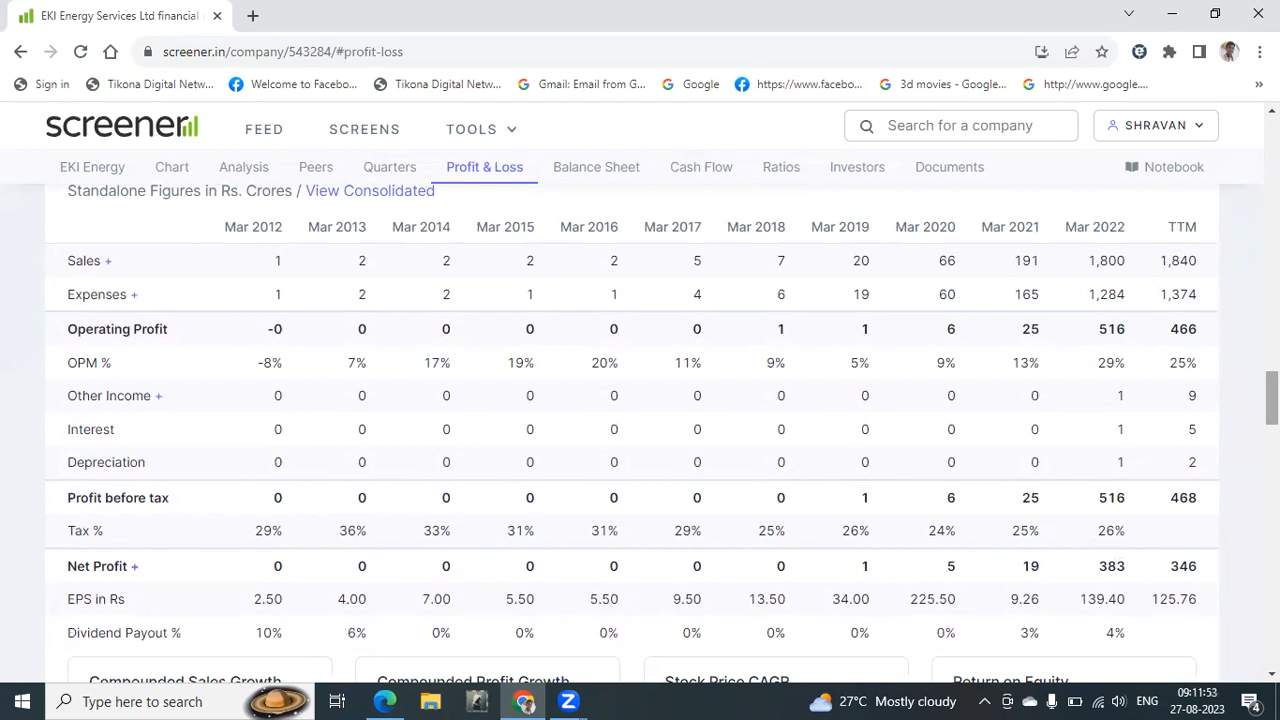 EKI Energy Services Ltd financial
screener.in/company/543284/#profit-loss
Sign in Tikona Digital Netw... Welcome to Facebo... Tikona Digital Netw... Gmail: Email from G... Google https://www.facebo... 3d movies - Google... http://www.google.... »
screener FEED SCREENS TOOLS Search for a company SHRAVAN
EKI Energy Chart Analysis Peers Quarters Profit & Loss Balance Sheet Cash Flow Ratios Investors Documents Notebook
Standalone Figures in Rs. Crores / View Consolidated
Mar 2012 Mar 2013 Mar 2014 Mar 2015 Mar 2016 Mar 2017 Mar 2018 Mar 2019 Mar 2020 Mar 2021 Mar 2022 TTM
Sales + 1 2 2 2 2 5 7 20 66 191 1,800 1,840
Expenses + 1 2 2 1 1 4 6 19 60 165 1,284 1,374
Operating Profit -0 0 0 0 0 0 1 1 6 25 516 466
OPM % -8% 7% 17% 19% 20% 11% 9% 5% 9% 13% 29% 25%
Other Income + 0 0 0 0 0 0 0 0 0 0 1 9
Interest 0 0 0 0 0 0 0 0 0 0 1 5
Depreciation 0 0 0 0 0 0 0 0 0 0 1 2
Profit before tax 0 0 0 0 0 0 0 1 6 25 516 468
Tax % 29% 36% 33% 31% 31% 29% 25% 26% 24% 25% 26%
Net Profit + 0 0 0 0 0 0 0 1 5 19 383 346
EPS in Rs 2.50 4.00 7.00 5.50 5.50 9.50 13.50 34.00 225.50 9.26 139.40 125.76
Dividend Payout % 10% 6% 0% 0% 0% 0% 0% 0% 0% 3% 4%
Compounded Sales Growth Compounded Profit Growth Stock Price CAGR Return on Equity
Type here to search 27°C Mostly cloudy ENG 09:11:53
27-08-2023 4